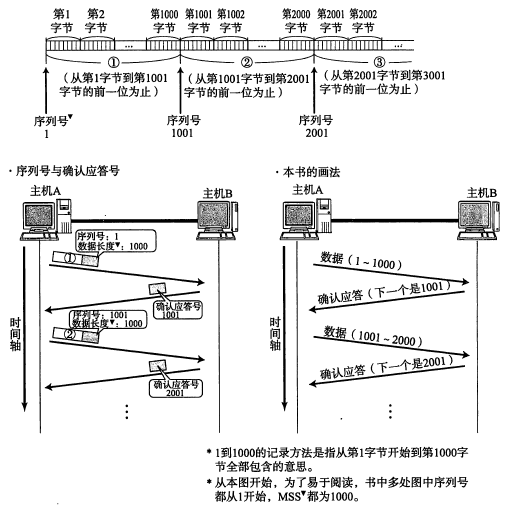 第1字节 第2字节 … 第1000字节 第1001字节 第1002字节 … 第2000字节 第2001字节 第2002字节 …
① ② ③
（从第1字节到第1001字节的前一位为止） （从第1001字节到第2001字节的前一位为止） （从第2001字节到第3001字节的前一位为止）
序列号▼ 1 序列号 1001 序列号 2001
·序列号与确认应答号
主机A 主机B
序列号：1
数据长度▼：1000
①
确认应答号
1001
序列号：1001
数据长度▼：1000
②
确认应答号
2001
时间轴
⋮
·本书的画法
主机A 主机B
数据（1～1000）
确认应答（下一个是1001）
数据（1001～2000）
确认应答（下一个是2001）
时间轴
⋮
* 1到1000的记录方法是指从第1字节开始到第1000字
节全部包含的意思。
* 从本图开始，为了易于阅读，书中多处图中序列号
都从1开始，MSS▼都为1000。